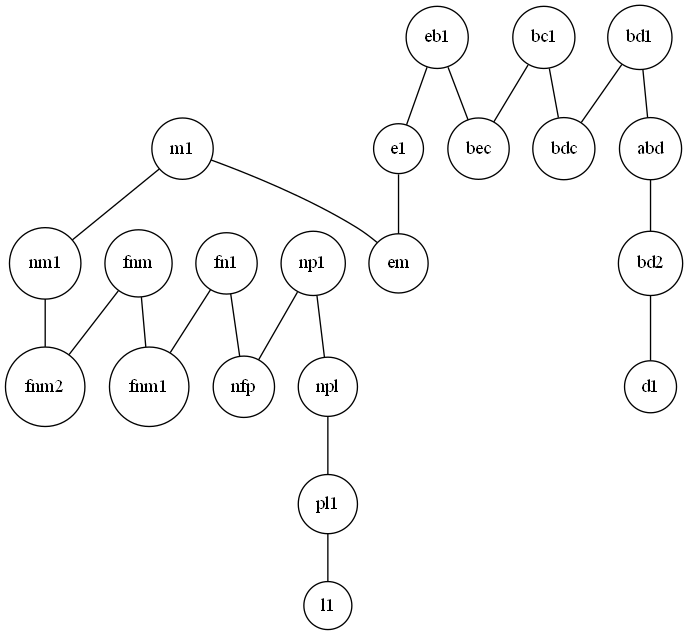 eb1 bc1 bd1
m1 e1 bec bdc abd
nm1 fnm fn1 np1 em bd2
fnm2 fnm1 nfp npl d1
pl1
l1